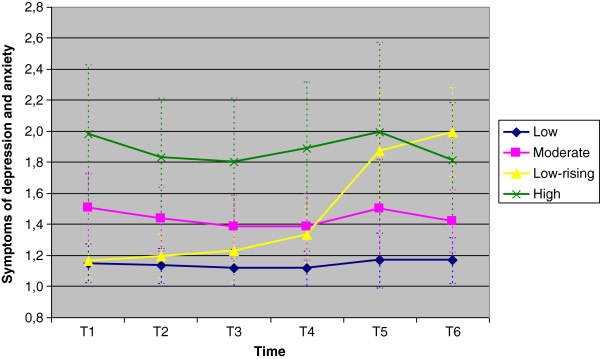 2,8
2,6
2,4
2,2
2,0
1,8
1,6
1,4
1,2
1,0
0,8
Symptoms of depression and anxiety
T1 T2 T3 T4 T5 T6
Time
Low
Moderate
Low-rising
High